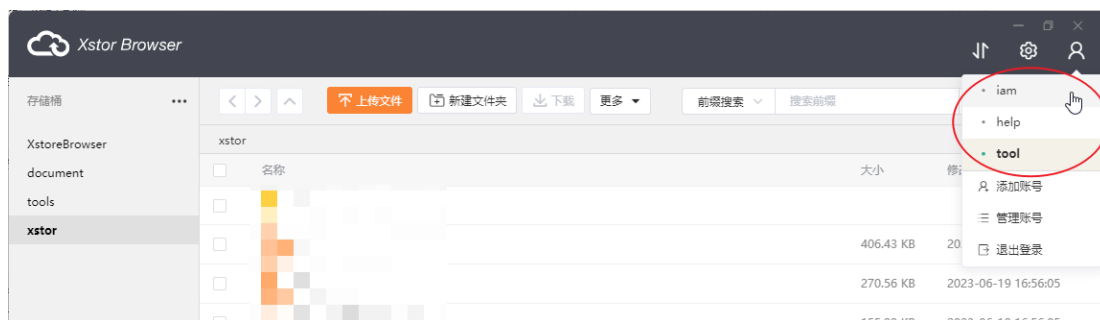 Xstor Browser
存储桶
上传文件
新建文件夹
下载
更多
前缀搜索
搜索前缀
iam
help
tool
添加账号
管理账号
退出登录
XstoreBrowser
document
tools
xstor
xstor
名称
大小
406.43 KB
20
270.56 KB
2023-06-19 16:56:05